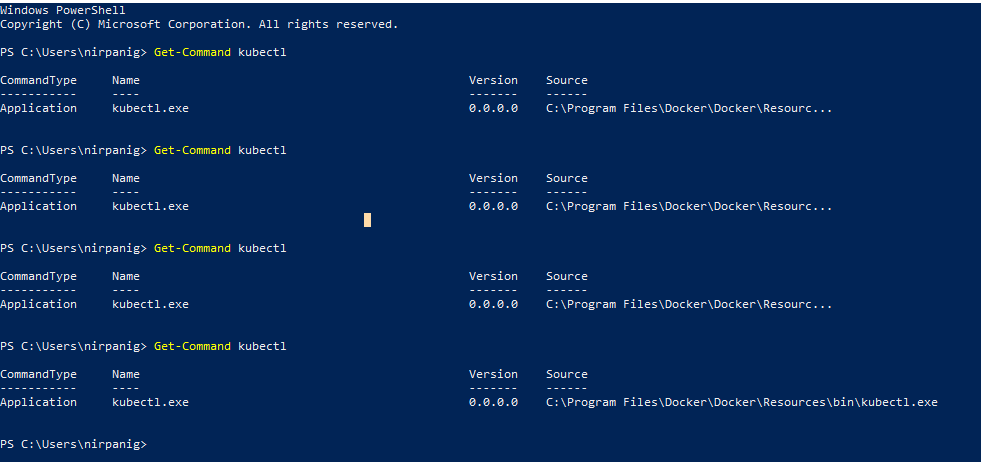 Windows PowerShell
Copyright (C) Microsoft Corporation. All rights reserved.
PS C:\Users\nirpanig> Get-Command kubectl
CommandType     Name                                               Version    Source
-----------     ----                                               -------    ------
Application     kubectl.exe                                        0.0.0.0    C:\Program Files\Docker\Docker\Resourc...
PS C:\Users\nirpanig> Get-Command kubectl
CommandType     Name                                               Version    Source
-----------     ----                                               -------    ------
Application     kubectl.exe                                        0.0.0.0    C:\Program Files\Docker\Docker\Resourc...
PS C:\Users\nirpanig> Get-Command kubectl
CommandType     Name                                               Version    Source
-----------     ----                                               -------    ------
Application     kubectl.exe                                        0.0.0.0    C:\Program Files\Docker\Docker\Resourc...
PS C:\Users\nirpanig> Get-Command kubectl
CommandType     Name                                               Version    Source
-----------     ----                                               -------    ------
Application     kubectl.exe                                        0.0.0.0    C:\Program Files\Docker\Docker\Resources\bin\kubectl.exe
PS C:\Users\nirpanig>